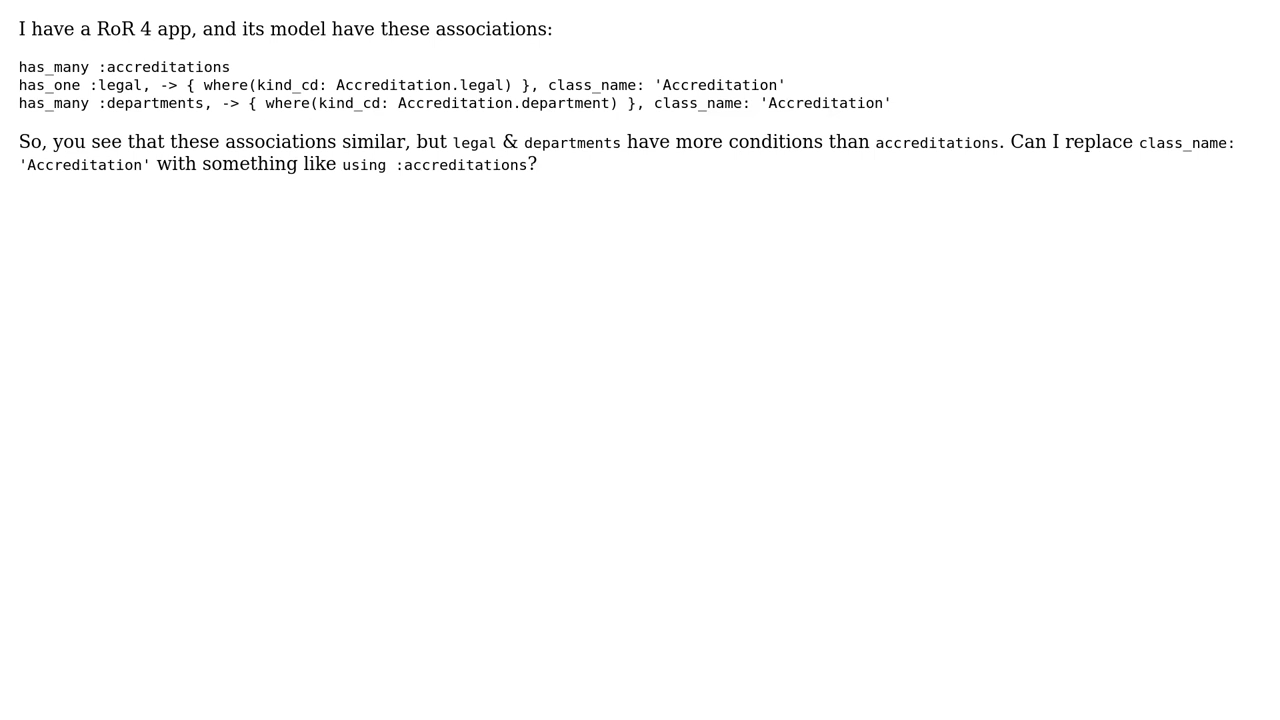 I have a RoR 4 app, and its model have these associations:
has_many :accreditations
has_one :legal, -> { where(kind_cd: Accreditation.legal) }, class_name: 'Accreditation'
has_many :departments, -> { where(kind_cd: Accreditation.department) }, class_name: 'Accreditation'
So, you see that these associations similar, but legal & departments have more conditions than accreditations. Can I replace class_name:
'Accreditation' with something like using :accreditations?